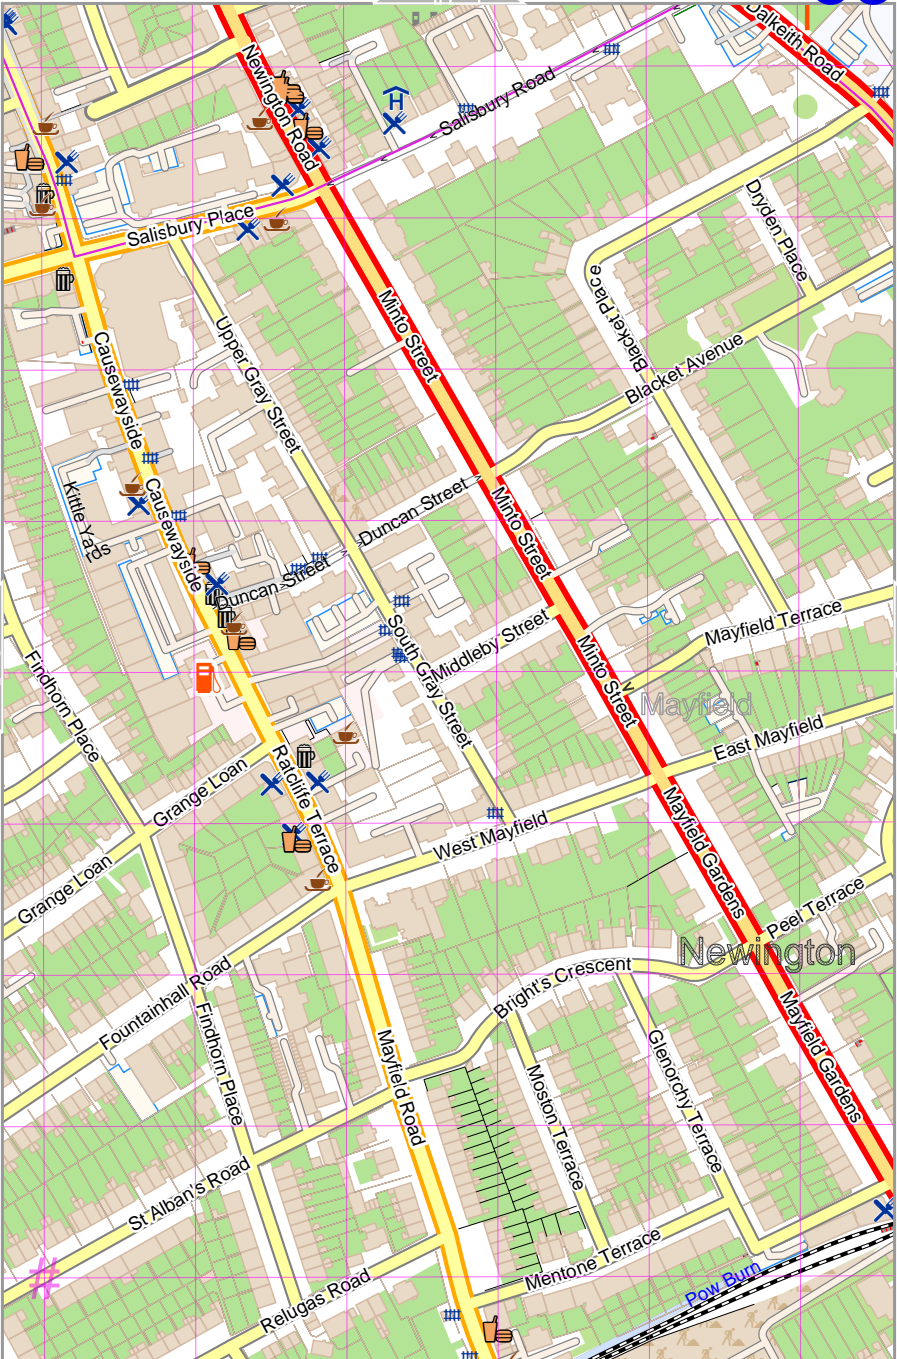 Dalkeith Road
Newington Road
Salisbury Road
Salisbury Place
Dryden Place
Blacket Place
Minto Street
Upper Gray Street
Causewayside
Blacket Avenue
Kittle Yards
Causewayside
Duncan Street
Minto Street
Duncan Street
Mayfield Terrace
South Gray Street
Middleby Street
Minto Street
Findhorn Place
Mayfield
East Mayfield
Grange Loan
Ratcliffe Terrace
West Mayfield
Mayfield Gardens
Grange Loan
Peel Terrace
Newington
Fountainhall Road
Bright's Crescent
Findhorn Place
Mayfield Gardens
Mayfield Road
Moston Terrace
Glenorchy Terrace
St Alban's Road
Mentone Terrace
Relugas Road
Pow Burn
#